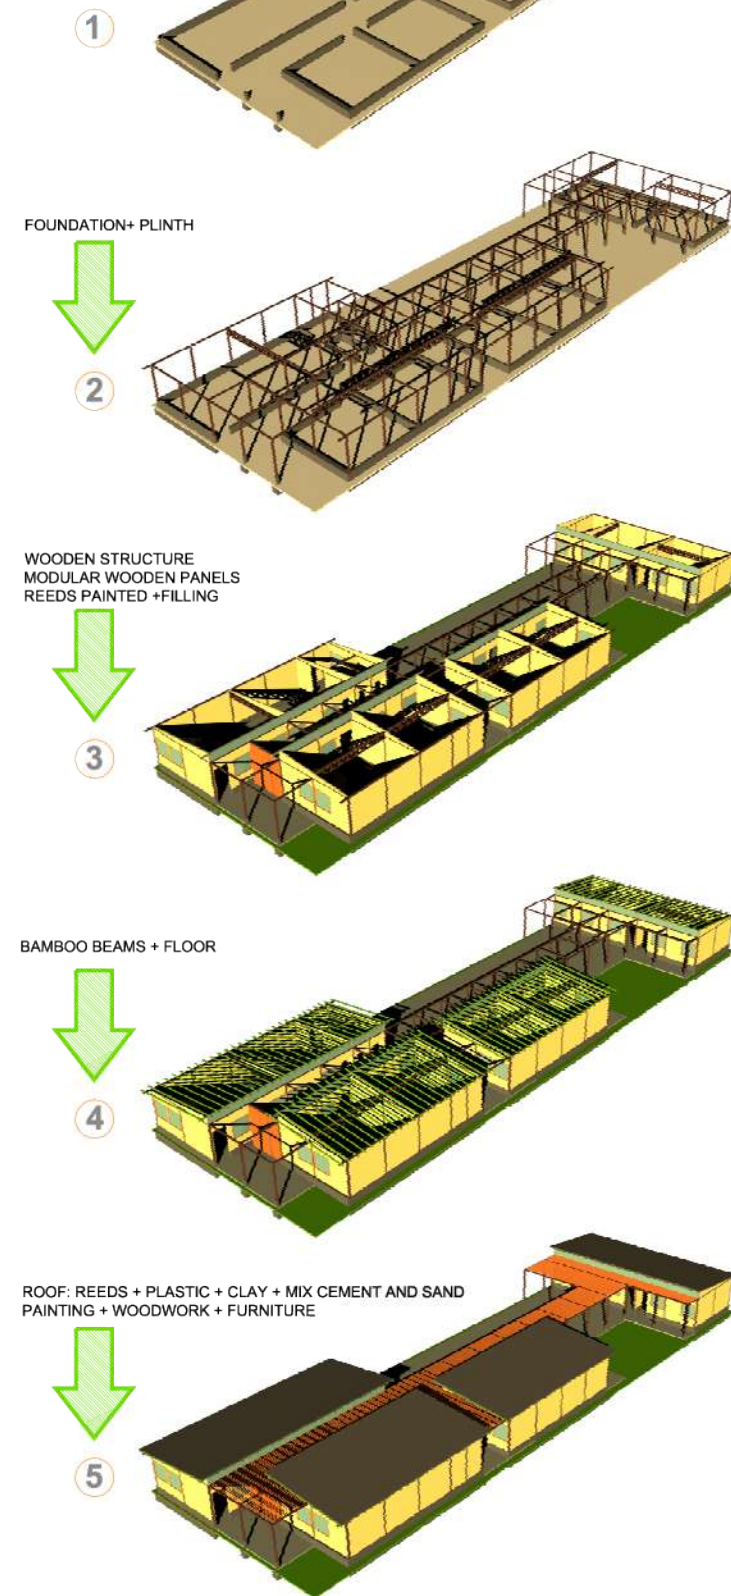 1
FOUNDATION+ PLINTH
2
WOODEN STRUCTURE
MODULAR WOODEN PANELS
REEDS PAINTED +FILLING
3
BAMBOO BEAMS + FLOOR
4
ROOF: REEDS + PLASTIC + CLAY + MIX CEMENT AND SAND
PAINTING + WOODWORK + FURNITURE
5